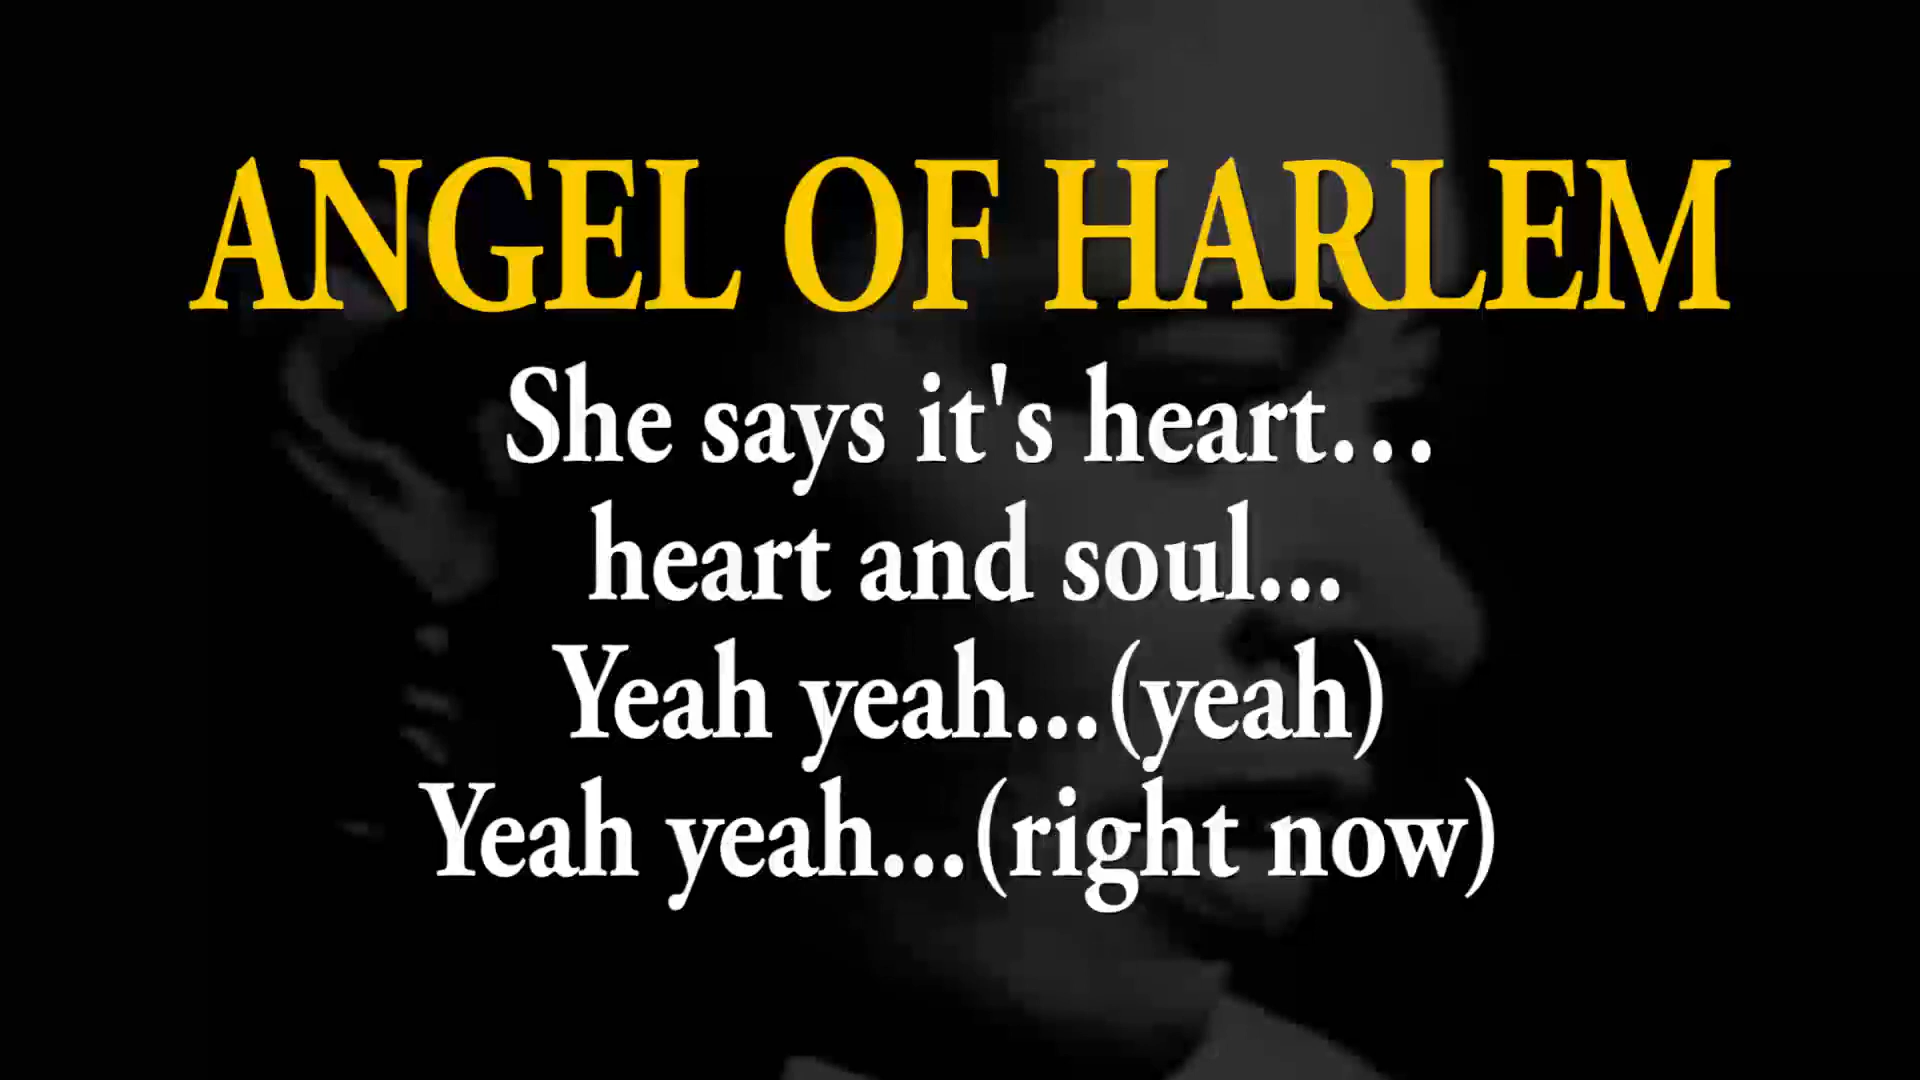 ANGEL OF HARLEM
She says it's heart…
heart and soul...
Yeah yeah...(yeah)
Yeah yeah...(right now)